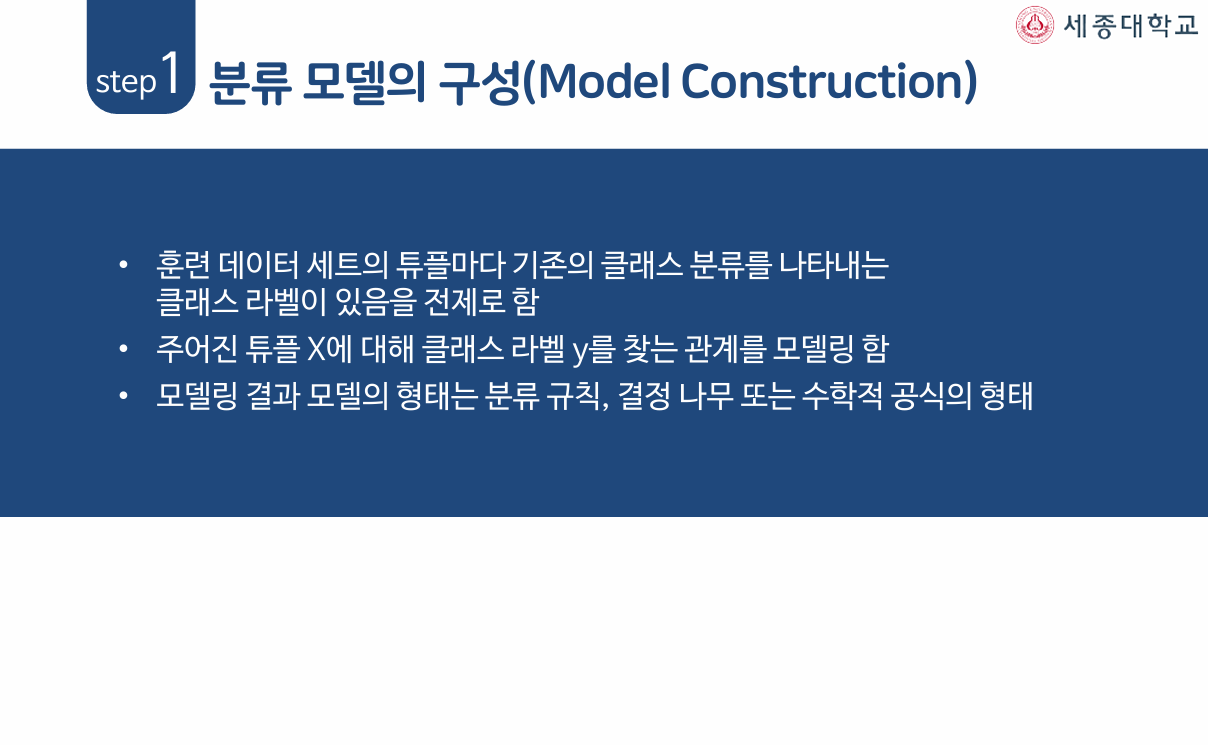 세종대학교
step1 분류 모델의 구성(Model Construction)
• 훈련 데이터 세트의 튜플마다 기존의 클래스 분류를 나타내는
클래스 라벨이 있음을 전제로 함
• 주어진 튜플 X에 대해 클래스 라벨 y를 찾는 관계를 모델링 함
• 모델링 결과 모델의 형태는 분류 규칙, 결정 나무 또는 수학적 공식의 형태